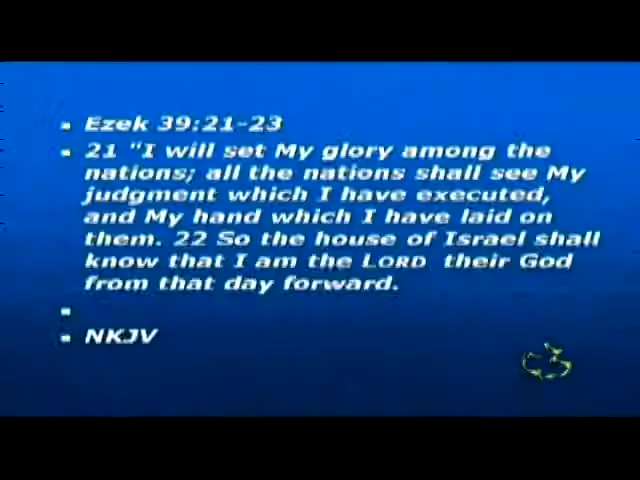 Ezek 39:21-23
21 "I will set My glory among the
nations; all the nations shall see My
judgment which I have executed,
and My hand which I have laid on
them. 22 So the house of Israel shall
know that I am the LORD their God
from that day forward.
NKJV